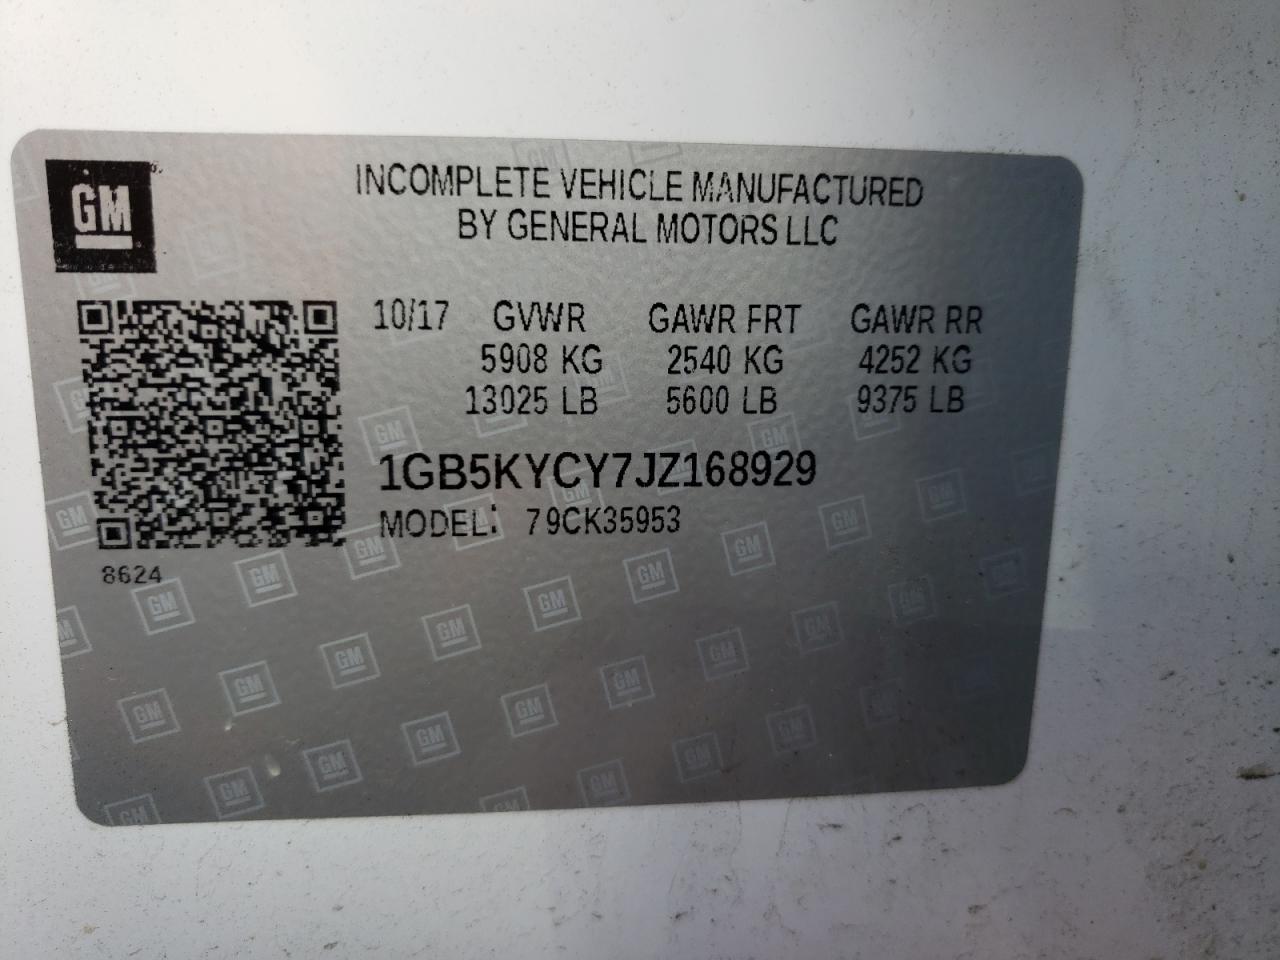 GM
INCOMPLETE VEHICLE MANUFACTURED
BY GENERAL MOTORS LLC
10/17 GVWR GAWR FRT GAWR RR
5908 KG 2540 KG 4252 KG
13025 LB 5600 LB 9375 LB
1GB5KYCY7JZ168929
MODEL: 79CK35953
8624